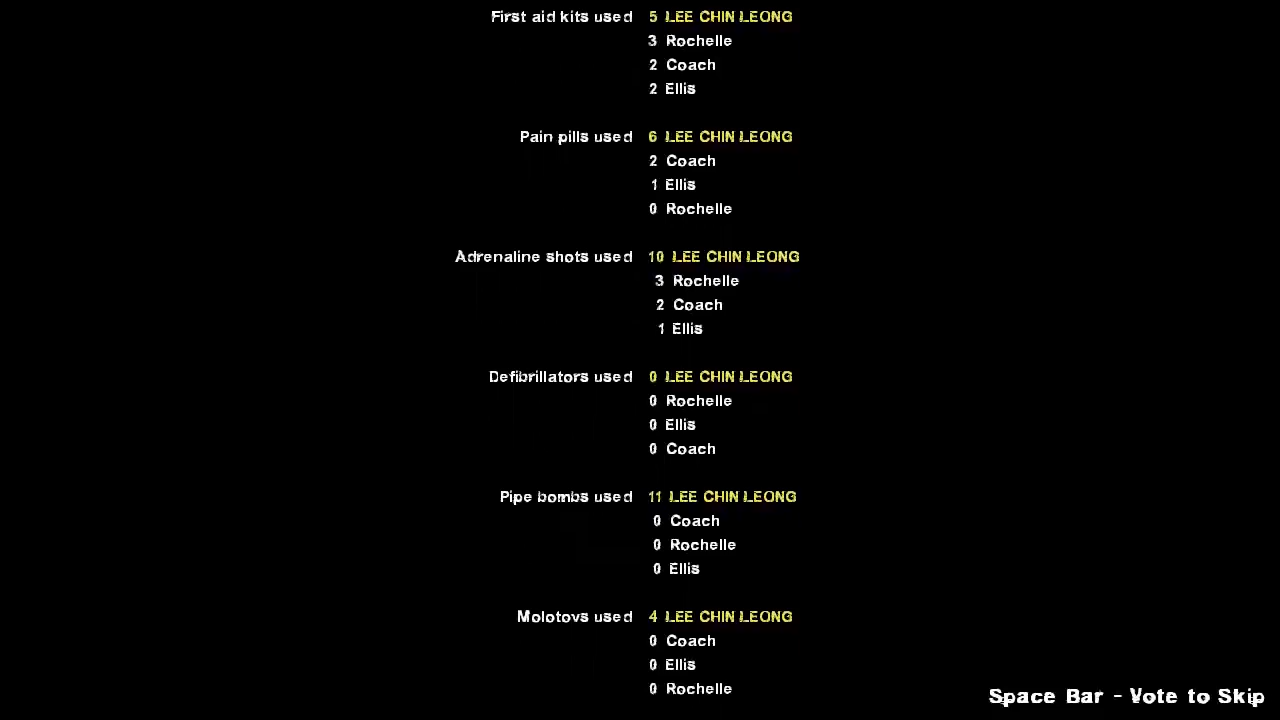 First aid kits used 5 LEE CHIN LEONG
3 Rochelle
2 Coach
2 Ellis
Pain pills used 6 LEE CHIN LEONG
2 Coach
1 Ellis
0 Rochelle
Adrenaline shots used 10 LEE CHIN LEONG
3 Rochelle
2 Coach
1 Ellis
Defibrillators used 0 LEE CHIN LEONG
0 Rochelle
0 Ellis
0 Coach
Pipe bombs used 11 LEE CHIN LEONG
0 Coach
0 Rochelle
0 Ellis
Molotovs used 4 LEE CHIN LEONG
0 Coach
0 Ellis
0 Rochelle
Space Bar - Vote to Skip